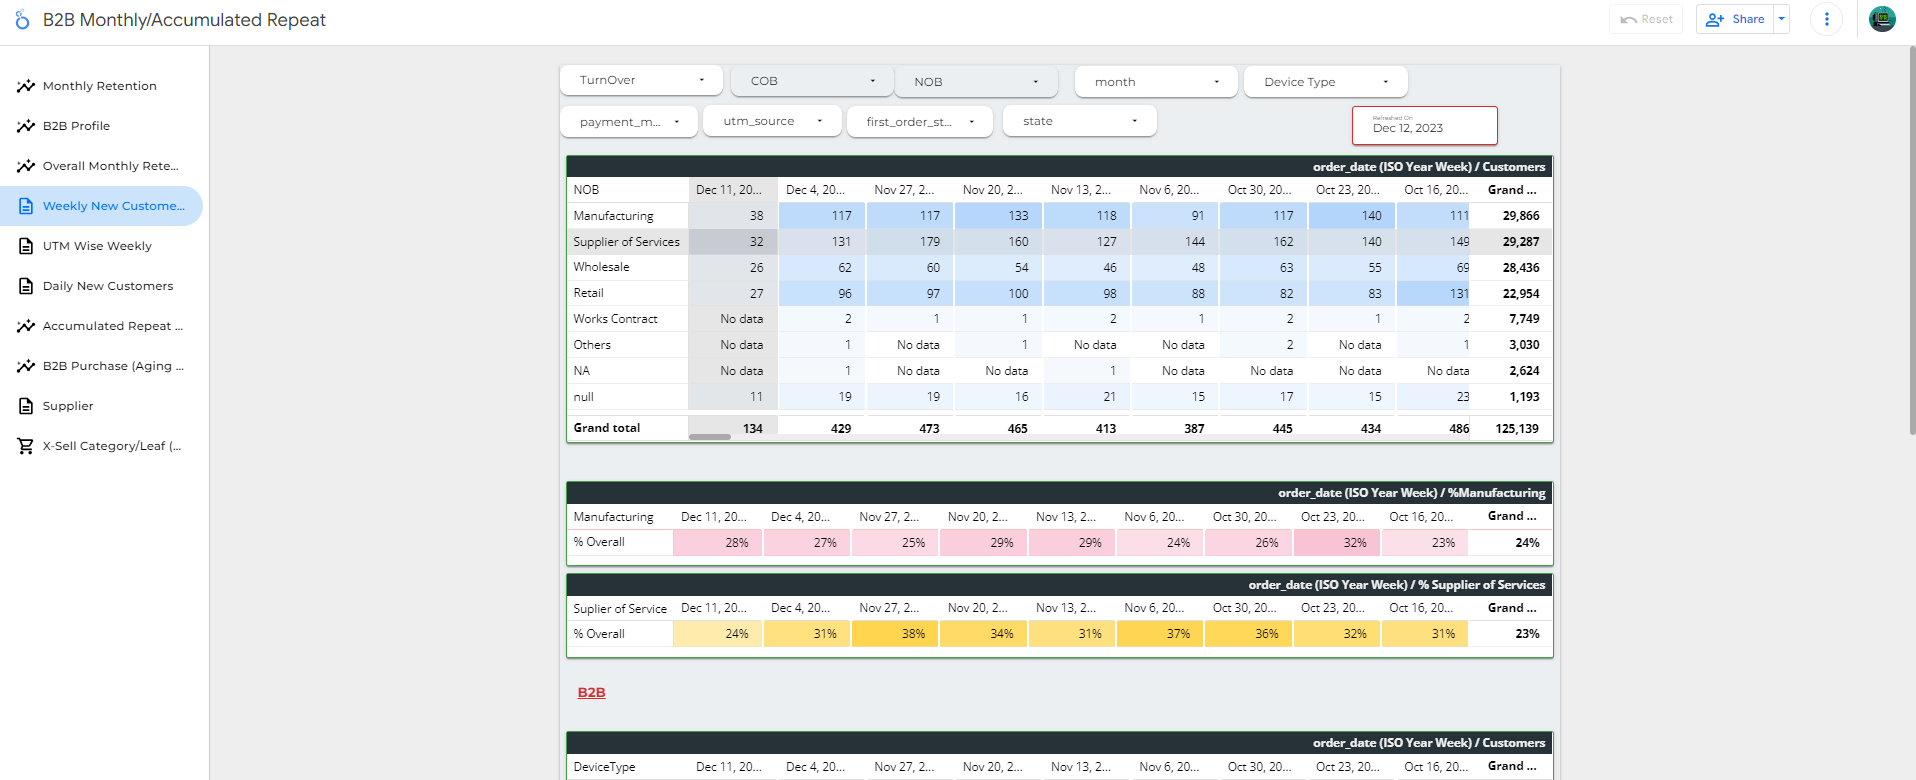 B2B Monthly/Accumulated Repeat
Reset
Share
Monthly Retention
B2B Profile
Overall Monthly Rete...
Weekly New Custome...
UTM Wise Weekly
Daily New Customers
Accumulated Repeat ...
B2B Purchase (Aging ...
Supplier
X-Sell Category/Leaf (...
TurnOver COB NOB month Device Type
payment_m... utm_source first_order_st... state
Refreshed On
Dec 12, 2023
order_date (ISO Year Week) / Customers
NOB Dec 11, 20... Dec 4, 20... Nov 27, 2... Nov 20, 2... Nov 13, 2... Nov 6, 20... Oct 30, 20... Oct 23, 20... Oct 16, 20... Grand ...
Manufacturing 38 117 117 133 118 91 117 140 111 29,866
Supplier of Services 32 131 179 160 127 144 162 140 149 29,287
Wholesale 26 62 60 54 46 48 63 55 69 28,436
Retail 27 96 97 100 98 88 82 83 131 22,954
Works Contract No data 2 1 1 2 1 2 1 2 7,749
Others No data 1 No data 1 No data No data 2 No data 1 3,030
NA No data 1 No data No data 1 No data No data No data No data 2,624
null 11 19 19 16 21 15 17 15 23 1,193
Grand total 134 429 473 465 413 387 445 434 486 125,139
order_date (ISO Year Week) / %Manufacturing
Manufacturing Dec 11, 20... Dec 4, 20... Nov 27, 2... Nov 20, 2... Nov 13, 2... Nov 6, 20... Oct 30, 20... Oct 23, 20... Oct 16, 20... Grand ...
% Overall 28% 27% 25% 29% 29% 24% 26% 32% 23% 24%
order_date (ISO Year Week) / % Supplier of Services
Suplier of Service Dec 11, 20... Dec 4, 20... Nov 27, 2... Nov 20, 2... Nov 13, 2... Nov 6, 20... Oct 30, 20... Oct 23, 20... Oct 16, 20... Grand ...
% Overall 24% 31% 38% 34% 31% 37% 36% 32% 31% 23%
B2B
order_date (ISO Year Week) / Customers
DeviceType Dec 11, 20... Dec 4, 20... Nov 27, 2... Nov 20, 2... Nov 13, 2... Nov 6, 20... Oct 30, 20... Oct 23, 20... Oct 16, 20... Grand ...